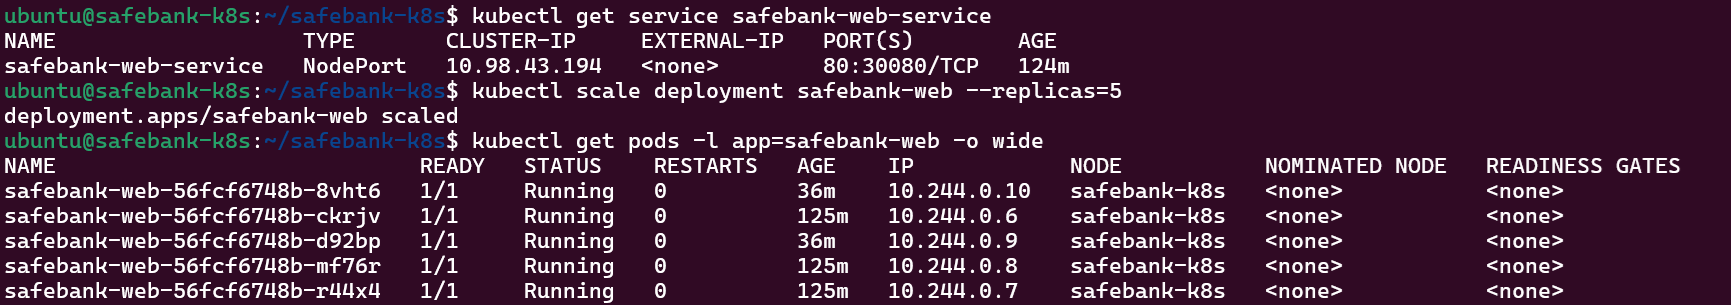 ubuntu@safebank-k8s:~/safebank-k8s$ kubectl get service safebank-web-service
NAME                   TYPE       CLUSTER-IP     EXTERNAL-IP   PORT(S)        AGE
safebank-web-service   NodePort   10.98.43.194   <none>        80:30080/TCP   124m
ubuntu@safebank-k8s:~/safebank-k8s$ kubectl scale deployment safebank-web --replicas=5
deployment.apps/safebank-web scaled
ubuntu@safebank-k8s:~/safebank-k8s$ kubectl get pods -l app=safebank-web -o wide
NAME                            READY   STATUS    RESTARTS   AGE    IP            NODE           NOMINATED NODE   READINESS GATES
safebank-web-56fcf6748b-8vht6   1/1     Running   0          36m    10.244.0.10   safebank-k8s   <none>           <none>
safebank-web-56fcf6748b-ckrjv   1/1     Running   0          125m   10.244.0.6    safebank-k8s   <none>           <none>
safebank-web-56fcf6748b-d92bp   1/1     Running   0          36m    10.244.0.9    safebank-k8s   <none>           <none>
safebank-web-56fcf6748b-mf76r   1/1     Running   0          125m   10.244.0.8    safebank-k8s   <none>           <none>
safebank-web-56fcf6748b-r44x4   1/1     Running   0          125m   10.244.0.7    safebank-k8s   <none>           <none>